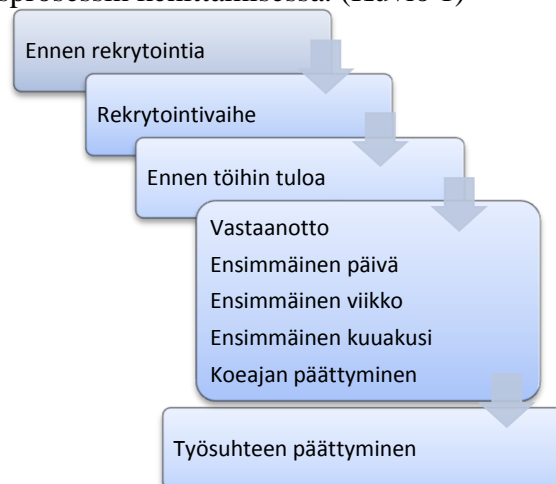 Ennen rekrytointia
Rekrytointivaihe
Ennen töihin tuloa
Vastaanotto
Ensimmäinen päivä
Ensimmäinen viikko
Ensimmäinen kuuakusi
Koeajan päättyminen
Työsuhteen päättyminen